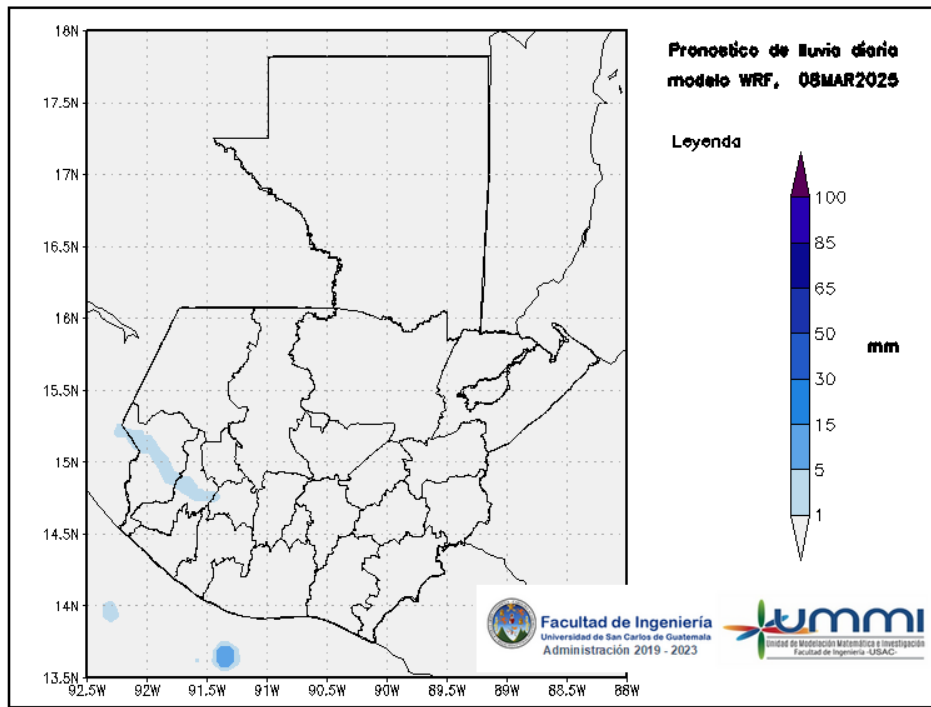 Pronostico de lluvia diaria
modelo WRF, 08MAR2025
Leyenda
100
85
65
50
30
15
5
1
mm
18N
17.5N
17N
16.5N
16N
15.5N
15N
14.5N
14N
13.5N
92.5W 92W 91.5W 91W 90.5W 90W 89.5W 89W 88.5W 88W
Facultad de Ingeniería
Universidad de San Carlos de Guatemala
Administración 2019 - 2023
UMMI
Unidad de Modelación Matemática e Investigación
Facultad de Ingeniería -USAC-